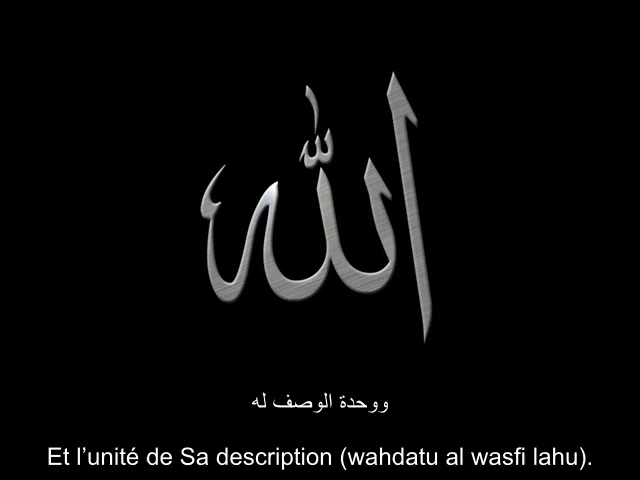 الله
ووحدة الوصف له
Et l’unité de Sa description (wahdatu al wasfi lahu).